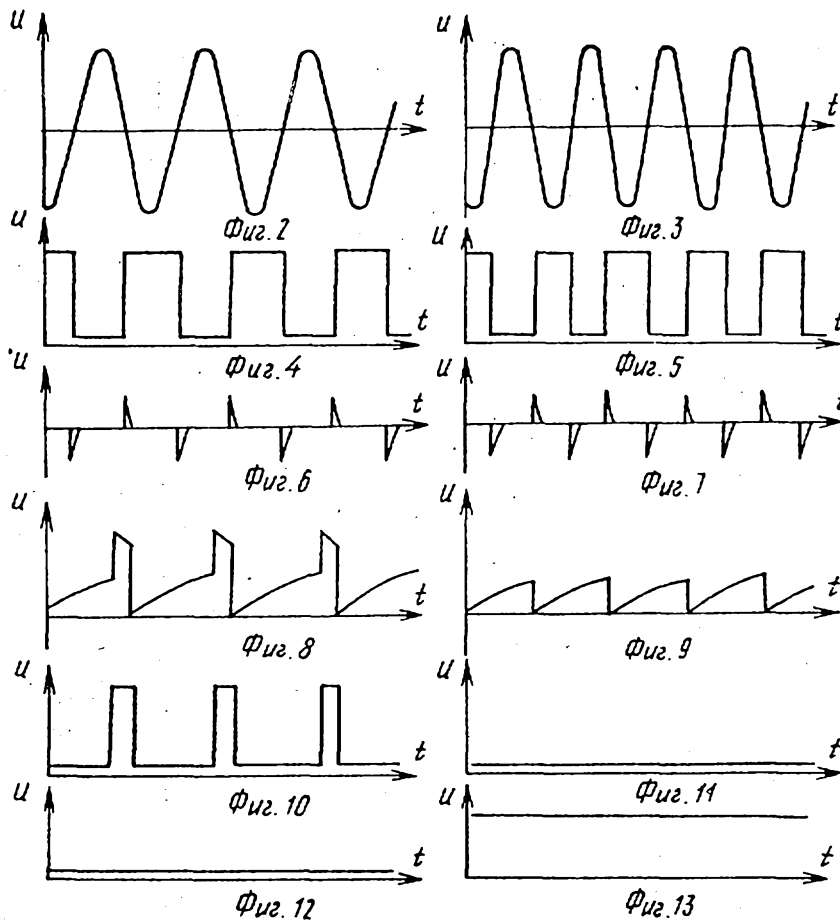 u
t
Фиг. 2
u
t
Фиг. 3
u
t
Фиг. 4
u
t
Фиг. 5
u
t
Фиг. 6
u
t
Фиг. 7
u
t
Фиг. 8
u
t
Фиг. 9
u
t
Фиг. 10
u
t
Фиг. 11
u
t
Фиг. 12
u
t
Фиг. 13